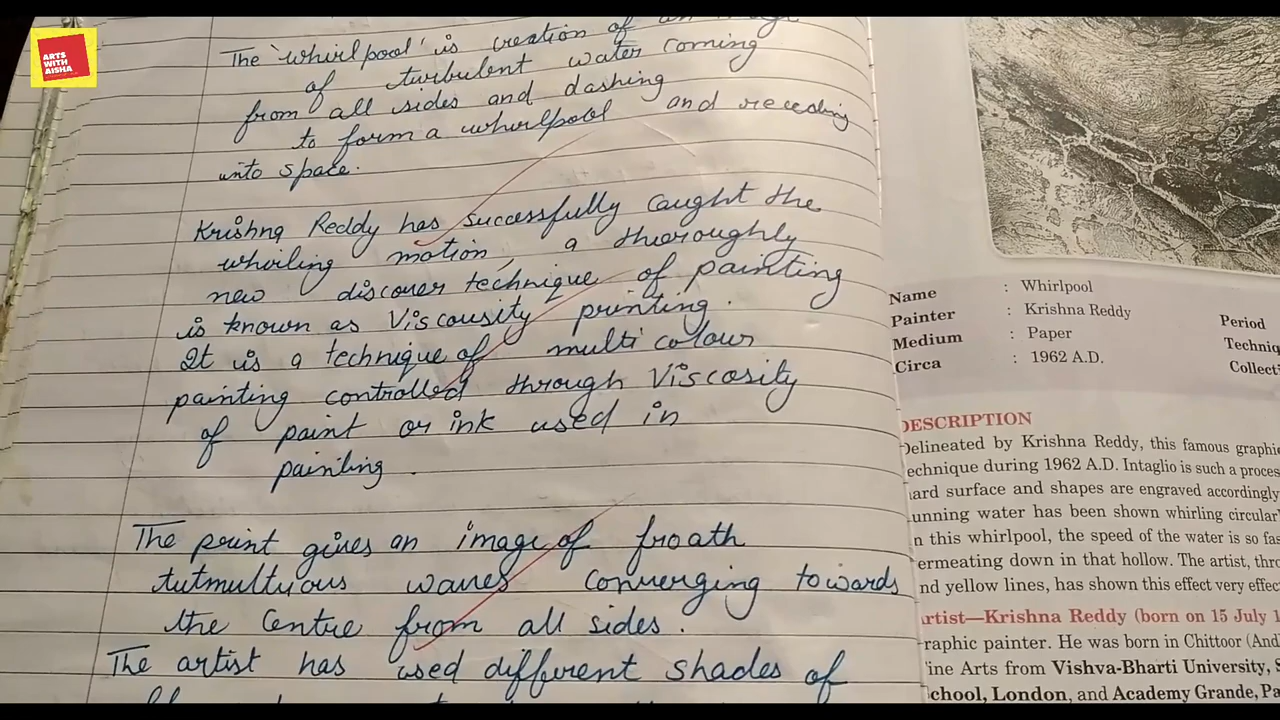 ARTS
WITH
AISHA
The 'whirlpool' is creation of an image
of turbulent water coming
from all sides and dashing
to form a whirlpool and receding
into space.
Krishna Reddy has successfully caught the
whirling motion, a thoroughly
new discover technique of painting
is known as Viscousity printing.
It is a technique of multi colour
painting controlled through Viscosity
of paint or ink used in
painting.
The print gives an image of froath
tutmultyous waves converging towards
the Centre from all sides.
The artist has used different shades of
Name : Whirlpool
Painter : Krishna Reddy
Medium : Paper
Circa : 1962 A.D.
Period
Techniq
Collecti
DESCRIPTION
Delineated by Krishna Reddy, this famous graphi
echnique during 1962 A.D. Intaglio is such a proces
ard surface and shapes are engraved accordingly
unning water has been shown whirling circular
n this whirlpool, the speed of the water is so fas
ermeating down in that hollow. The artist, thro
nd yellow lines, has shown this effect very effec
rtist—Krishna Reddy (born on 15 July 1
raphic painter. He was born in Chittoor (And
ine Arts from Vishva-Bharti University, S
chool, London, and Academy Grande, Pa